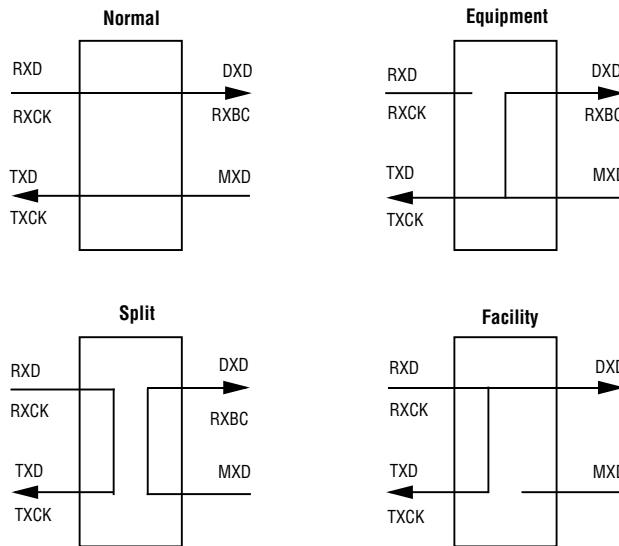 Normal
RXD
DXD
RXCK
RXBC
TXD
MXD
TXCK
Equipment
RXD
DXD
RXCK
RXBC
TXD
MXD
TXCK
Split
RXD
DXD
RXCK
RXBC
TXD
MXD
TXCK
Facility
RXD
DXD
RXCK
TXD
MXD
TXCK